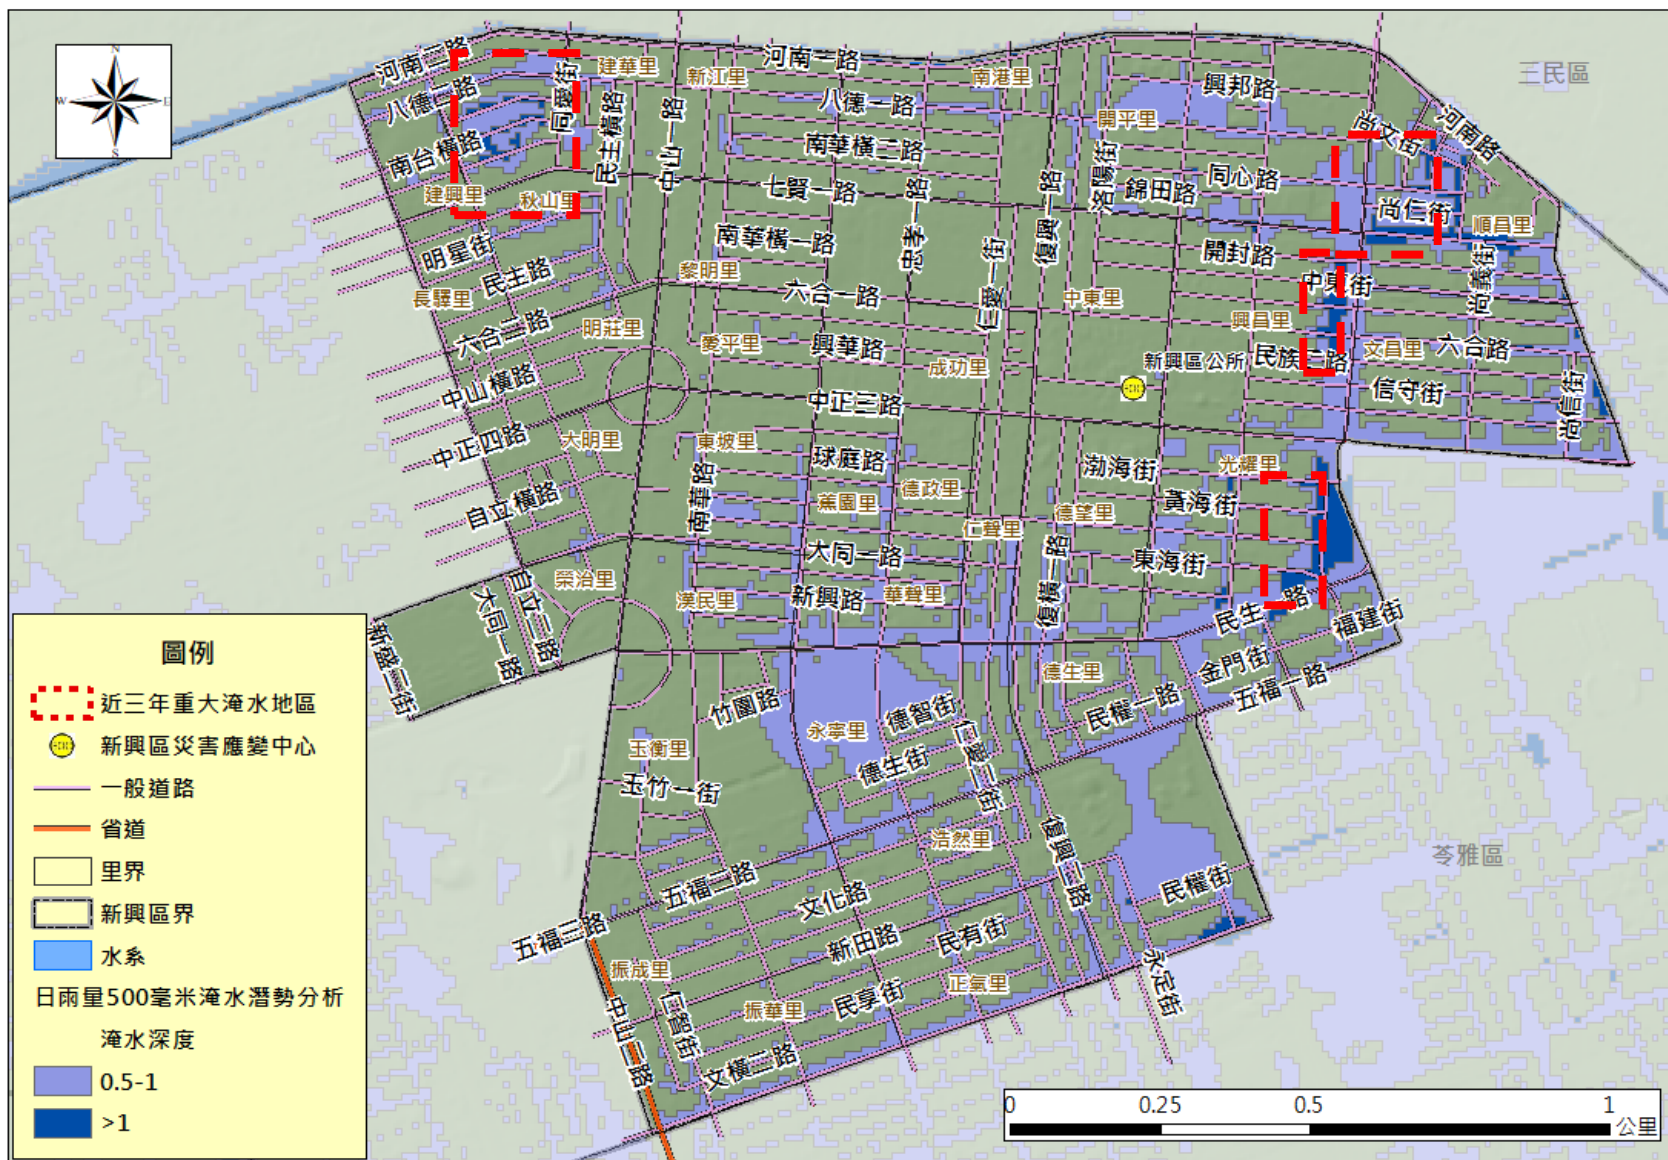 N
W
E
S
三民區
苓雅區
河南二路
八德二路
南台橫路
同愛街
建華里
新江里
河南一路
南港里
八德一路
興邦路
開平里
尚文街
河南路
民主橫路
中山一路
南華橫二路
洛陽街
同心路
錦田路
尚仁街
順昌里
建興里
秋山里
七賢一路
忠孝一路
復興一路
明星街
南華橫一路
仁愛一街
開封路
尚義街
黎明里
民主路
長驛里
六合一路
中東里
中東街
六合二路
明莊里
愛平里
興華路
成功里
興昌里
新興區公所
民族二路
文昌里
六合路
中山橫路
中正三路
信守街
尚信街
中正四路
大明里
東坡里
球庭路
渤海街
光耀里
自立橫路
南華路
蕉園里
德政里
德望里
黃海街
仁聲里
大同一路
東海街
榮治里
自立二路
大同一路
漢民里
新興路
華聲里
復橫一路
民生一路
福建街
新盛二街
德生里
金門街
五福一路
竹圍路
永寧里
德智街
民權一路
玉衡里
德生街
仁愛二街
玉竹一街
浩然里
復興二路
五福二路
文化路
民權街
五福三路
新田路
民有街
振成里
正氣里
永定街
中山二路
仁智街
振華里
民享街
文橫二路
圖例
近三年重大淹水地區
新興區災害應變中心
一般道路
省道
里界
新興區界
水系
日雨量500毫米淹水潛勢分析
淹水深度
0.5-1
>1
0 0.25 0.5 1
公里